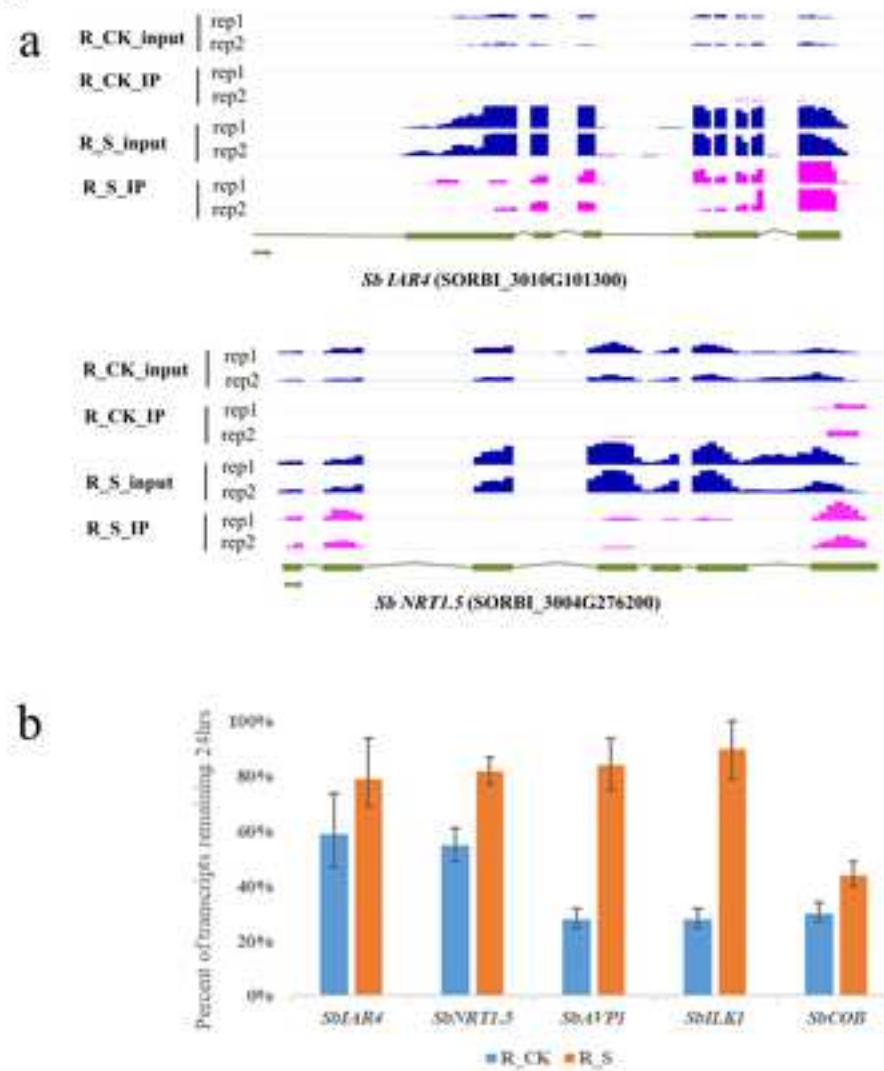 a
R_CK_input
rep1
rep2
R_CK_IP
rep1
rep2
R_S_input
rep1
rep2
R_S_IP
rep1
rep2
Sb IAR4 (SORBI_3010G101300)
R_CK_input
rep1
rep2
R_CK_IP
rep1
rep2
R_S_input
rep1
rep2
R_S_IP
rep1
rep2
Sb NRT1.5 (SORBI_3004G276200)
b
Percent of transcripts remaining 24hrs
100%
80%
60%
40%
20%
0%
SbIAR4 SbNRT1.5 SbAVP1 SbILK1 SbCOB
R_CK R_S